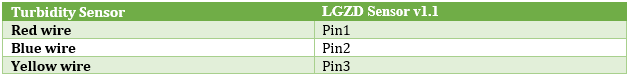 Turbidity Sensor LGZD Sensor v1.1
Red wire Pin1
Blue wire Pin2
Yellow wire Pin3